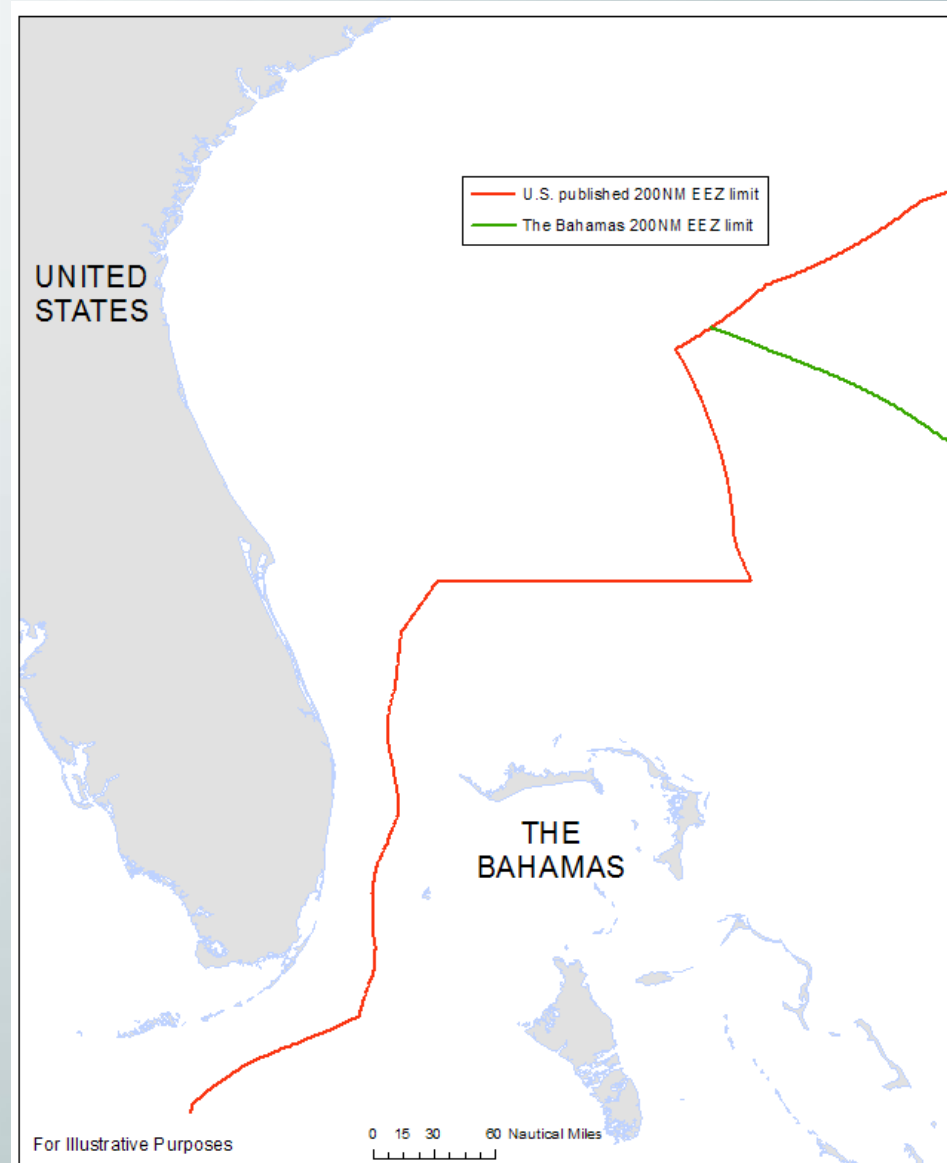 U.S. published 200NM EEZ limit
The Bahamas 200NM EEZ limit
UNITED
STATES
THE
BAHAMAS
For Illustrative Purposes
0 15 30 60 Nautical Miles